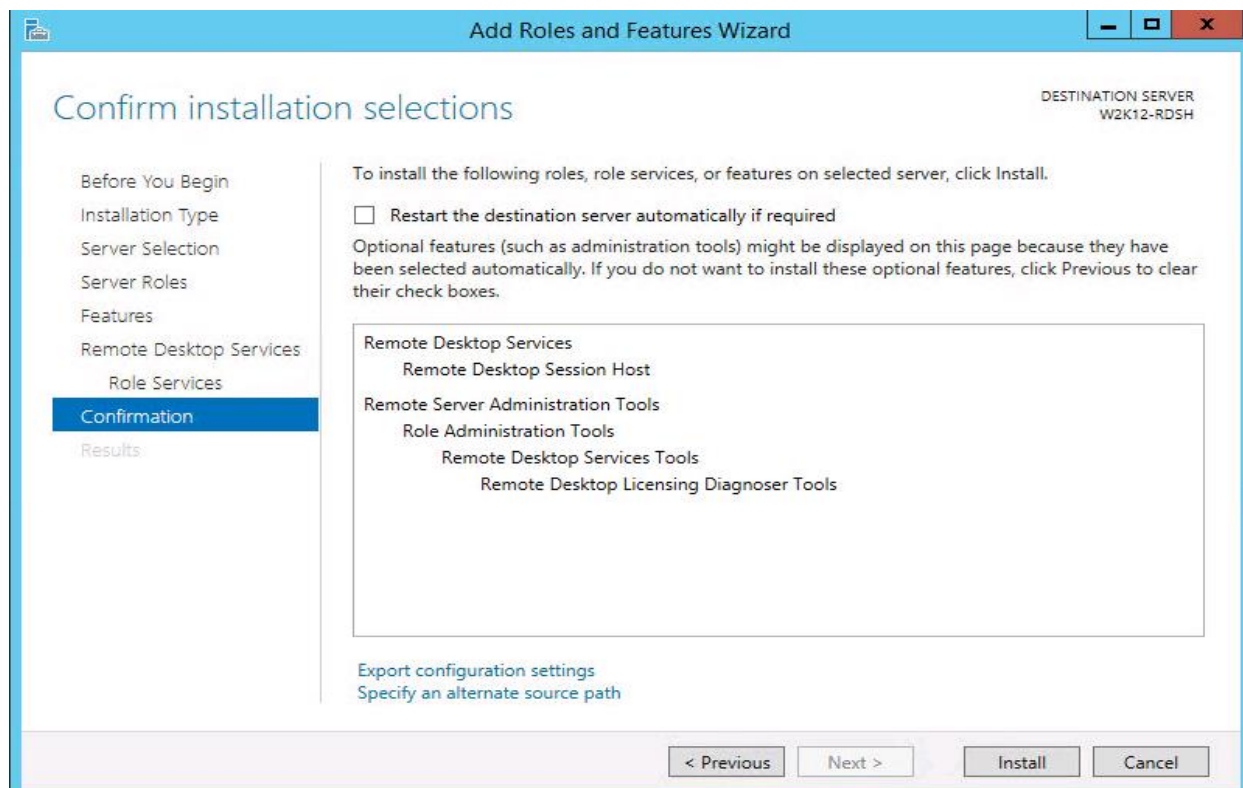 Add Roles and Features Wizard
Confirm installation selections
DESTINATION SERVER
W2K12-RDSH
Before You Begin
Installation Type
Server Selection
Server Roles
Features
Remote Desktop Services
Role Services
Confirmation
Results
To install the following roles, role services, or features on selected server, click Install.
Restart the destination server automatically if required
Optional features (such as administration tools) might be displayed on this page because they have
been selected automatically. If you do not want to install these optional features, click Previous to clear
their check boxes.
Remote Desktop Services
Remote Desktop Session Host
Remote Server Administration Tools
Role Administration Tools
Remote Desktop Services Tools
Remote Desktop Licensing Diagnoser Tools
Export configuration settings
Specify an alternate source path
< Previous
Next >
Install
Cancel